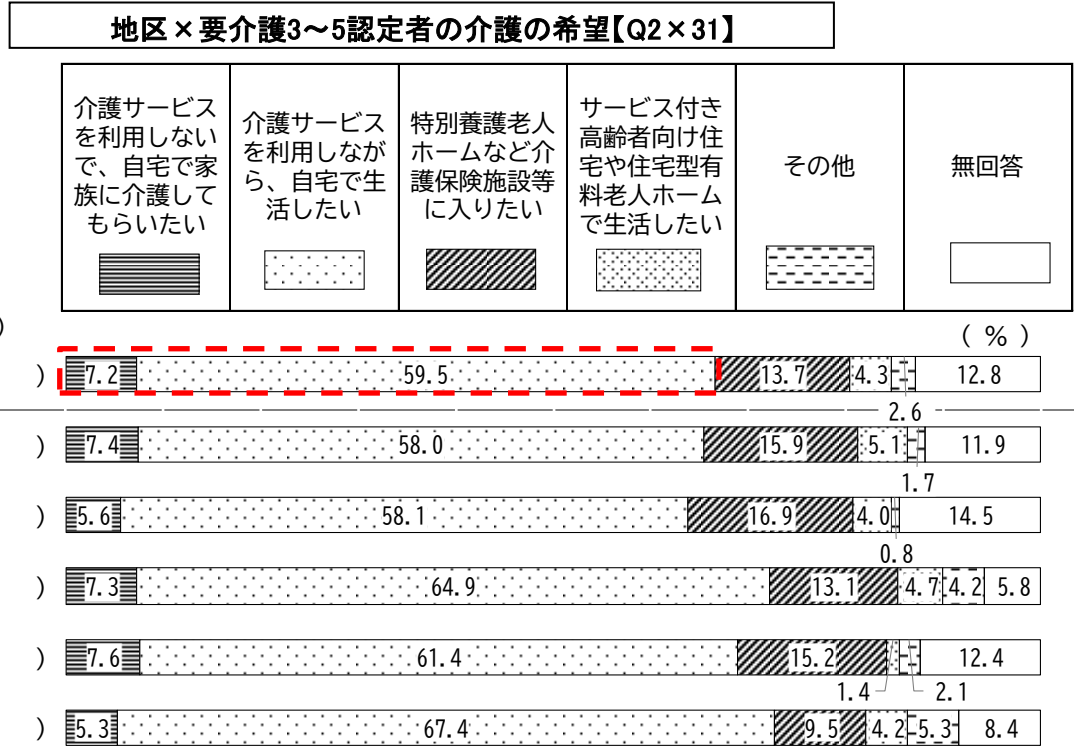 地区×要介護3～5認定者の介護の希望【Q2×31】
介護サービス
を利用しない
で、自宅で家
族に介護して
もらいたい
介護サービス
を利用しなが
ら、自宅で生
活したい
特別養護老人
ホームなど介
護保険施設等
に入りたい
サービス付き
高齢者向け住
宅や住宅型有
料老人ホーム
で生活したい
その他
無回答
)
( % )
) 7.2 59.5 13.7 4.3 12.8
2.6
) 7.4 58.0 15.9 5.1 11.9
1.7
) 5.6 58.1 16.9 4.0 14.5
0.8
) 7.3 64.9 13.1 4.7 4.2 5.8
) 7.6 61.4 15.2 12.4
1.4 2.1
) 5.3 67.4 9.5 4.2 5.3 8.4